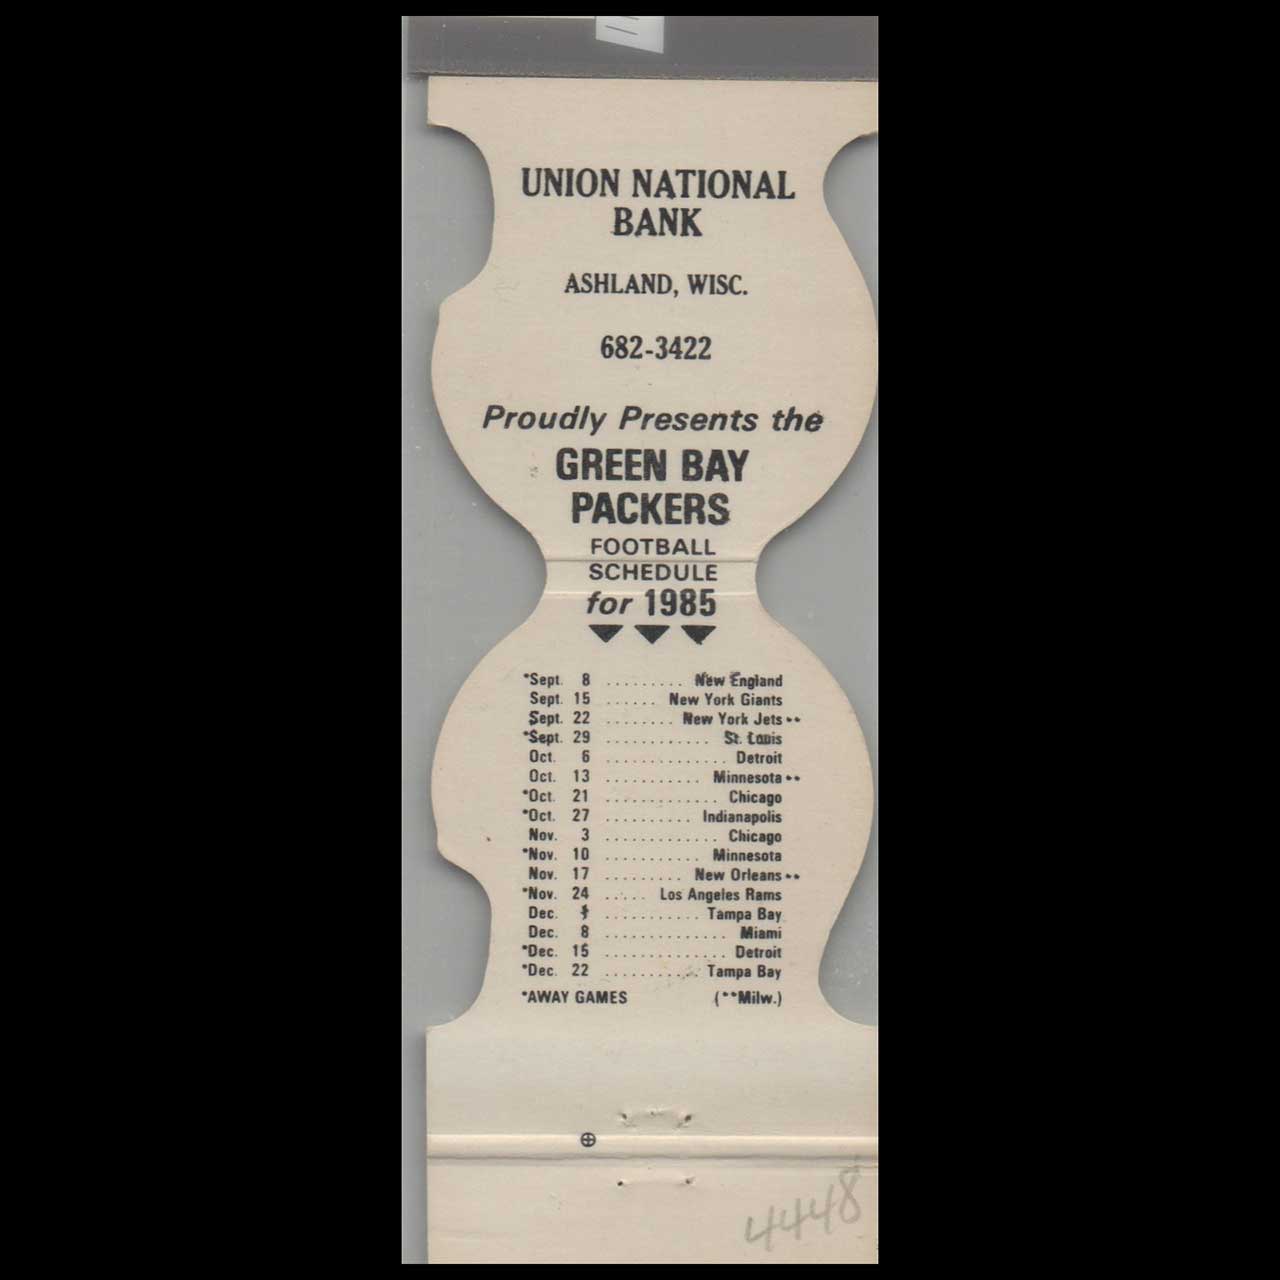 UNION NATIONAL
BANK
ASHLAND, WISC.
682-3422
Proudly Presents the
GREEN BAY
PACKERS
FOOTBALL
SCHEDULE
for 1985
*Sept. 8 ......... New England
Sept. 15 ...... New York Giants
Sept. 22 ........ New York Jets**
*Sept. 29 ............ St. Louis
Oct. 6 .............. Detroit
Oct. 13 ........... Minnesota**
*Oct. 21 ............. Chicago
*Oct. 27 .......... Indianapolis
Nov. 3 ............. Chicago
*Nov. 10 ........... Minnesota
Nov. 17 ......... New Orleans**
*Nov. 24 ...... Los Angeles Rams
Dec. 1 ........... Tampa Bay
Dec. 8 .............. Miami
*Dec. 15 .............. Detroit
*Dec. 22 ........... Tampa Bay
*AWAY GAMES (**Milw.)
4448